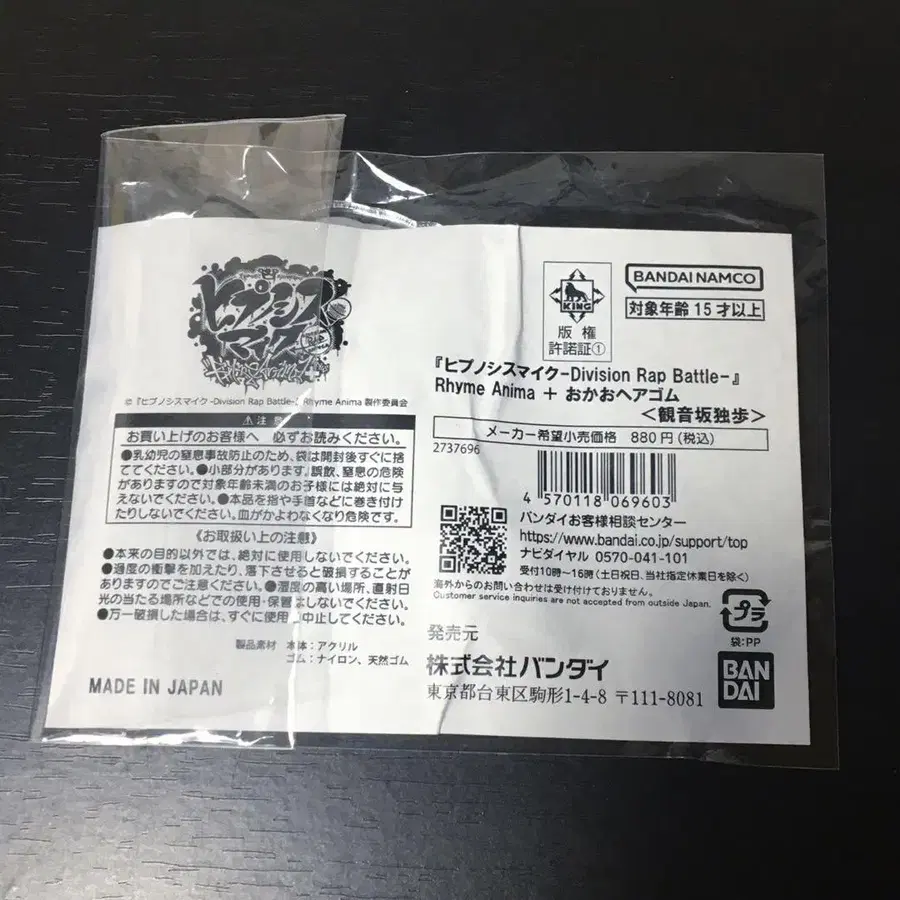 ヒプノシスマイク
©『ヒプノシスマイク -Division Rap Battle-』Rhyme Anima 製作委員会
⚠注意
お買い上げのお客様へ 必ずお読みください。
●乳幼児の窒息事故防止のため、袋は開封後すぐに捨
ててください。●小部分があります。誤飲、窒息の危険
がありますので対象年齢未満のお子様には絶対に与
えないでください。●本品を指や手首などに巻き付け
たりしないでください。血がかよわなくなり危険です。
《お取扱い上の注意》
●本来の目的以外では、絶対に使用しないでください。
●過度の衝撃を加えたり、落下させると破損することが
ありますのでご注意ください。●湿度の高い場所、直射日
光の当たる場所などでの使用・保管はしないでください。
●万一破損した場合は、すぐに使用を中止してください。
製品素材 本体:アクリル
ゴム:ナイロン、天然ゴム
MADE IN JAPAN
KING
版権
許諾証①
BANDAI NAMCO
対象年齢 15才以上
『ヒプノシスマイク-Division Rap Battle-』
Rhyme Anima + おかおヘアゴム
<観音坂独歩>
メーカー希望小売価格 880円(税込)
2737696
4 570118 069603
バンダイお客様相談センター
https://www.bandai.co.jp/support/top
ナビダイヤル 0570-041-101
受付10時~16時(土日祝日、当社指定休業日を除く)
海外からのお問い合わせは受け付けておりません。
Customer service inquiries are not accepted from outside Japan.
プラ
袋:PP
発売元
株式会社バンダイ
東京都台東区駒形1-4-8 〒111-8081
BAN
DAI